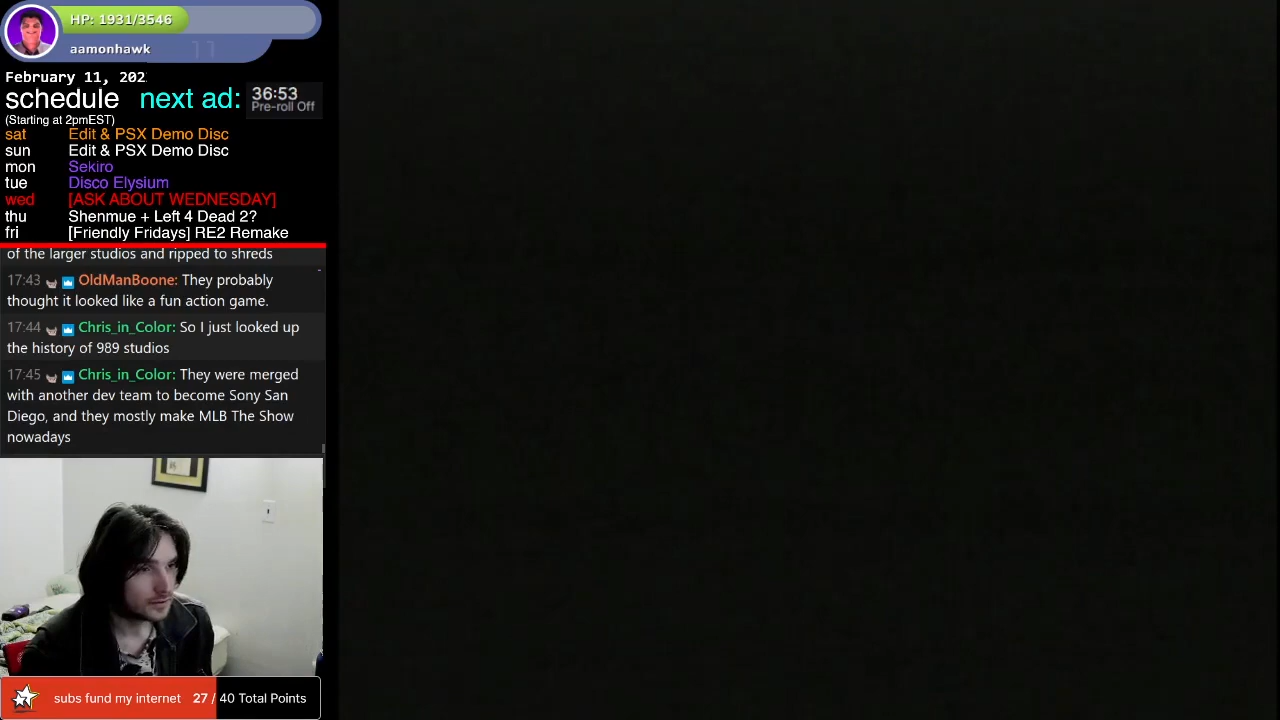 HP: 1931/3546
aamonhawk
11
February 11, 202
schedule next ad: 36:53
Pre-roll Off
(Starting at 2pmEST)
sat Edit & PSX Demo Disc
sun Edit & PSX Demo Disc
mon Sekiro
tue Disco Elysium
wed [ASK ABOUT WEDNESDAY]
thu Shenmue + Left 4 Dead 2?
fri [Friendly Fridays] RE2 Remake
of the larger studios and ripped to shreds
17:43 OldManBoone: They probably
thought it looked like a fun action game.
17:44 Chris_in_Color: So I just looked up
the history of 989 studios
17:45 Chris_in_Color: They were merged
with another dev team to become Sony San
Diego, and they mostly make MLB The Show
nowadays
subs fund my internet 27 / 40 Total Points